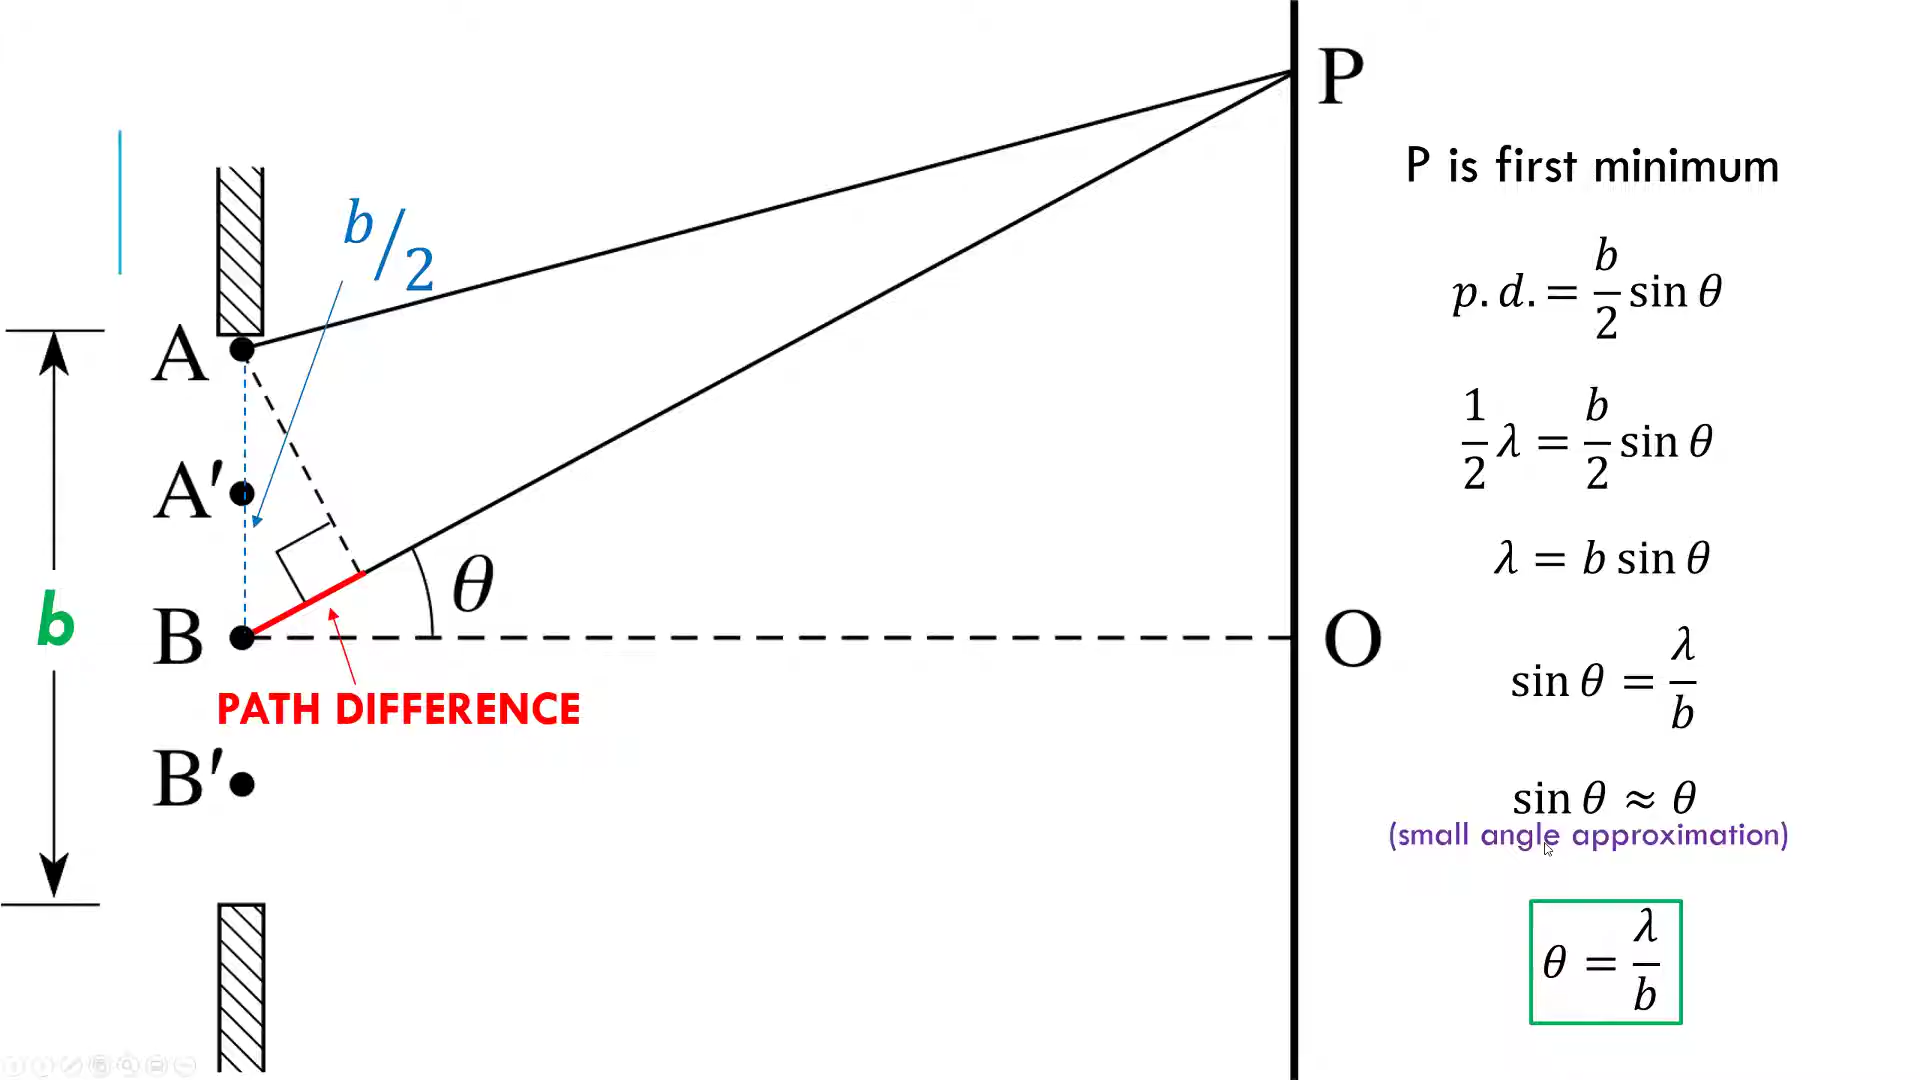 P
P is first minimum
b/2
p.d. = b/2 sin θ
A
1/2 λ = b/2 sin θ
A′
λ = b sin θ
θ
b
B
O
sin θ = λ/b
PATH DIFFERENCE
B′
sin θ ≈ θ
(small angle approximation)
θ = λ/b